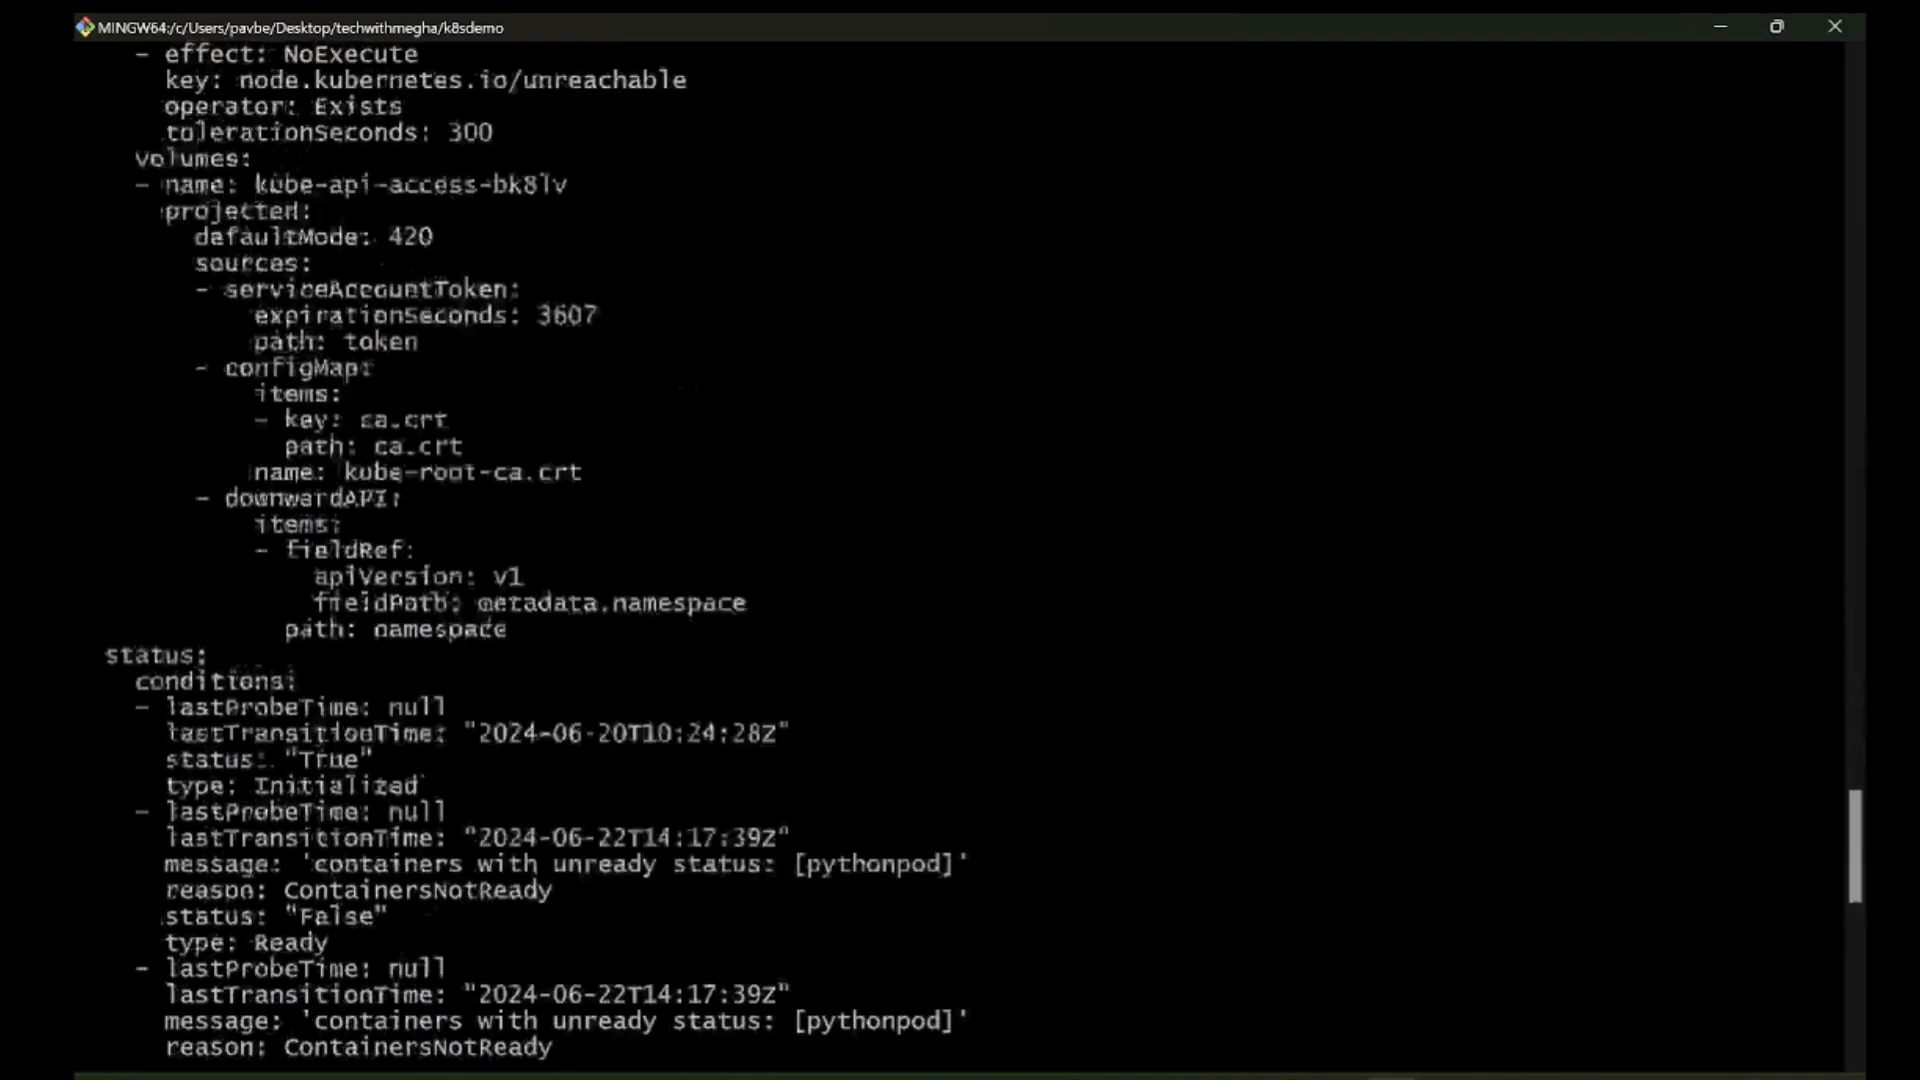 MINGW64:/c/Users/pavbe/Desktop/techwithmegha/k8sdemo
- effect: NoExecute
key: node.kubernetes.io/unreachable
operator: Exists
tolerationSeconds: 300
volumes:
- name: kube-api-access-bk8lv
projected:
defaultMode: 420
sources:
- serviceAccountToken:
expirationSeconds: 3607
path: token
- configMap:
items:
- key: ca.crt
path: ca.crt
name: kube-root-ca.crt
- downwardAPI:
items:
- fieldRef:
apiVersion: v1
fieldPath: metadata.namespace
path: namespace
status:
conditions:
- lastProbeTime: null
lastTransitionTime: "2024-06-20T10:24:28Z"
status: "True"
type: Initialized
- lastProbeTime: null
lastTransitionTime: "2024-06-22T14:17:39Z"
message: 'containers with unready status: [pythonpod]'
reason: ContainersNotReady
status: "False"
type: Ready
- lastProbeTime: null
lastTransitionTime: "2024-06-22T14:17:39Z"
message: 'containers with unready status: [pythonpod]'
reason: ContainersNotReady